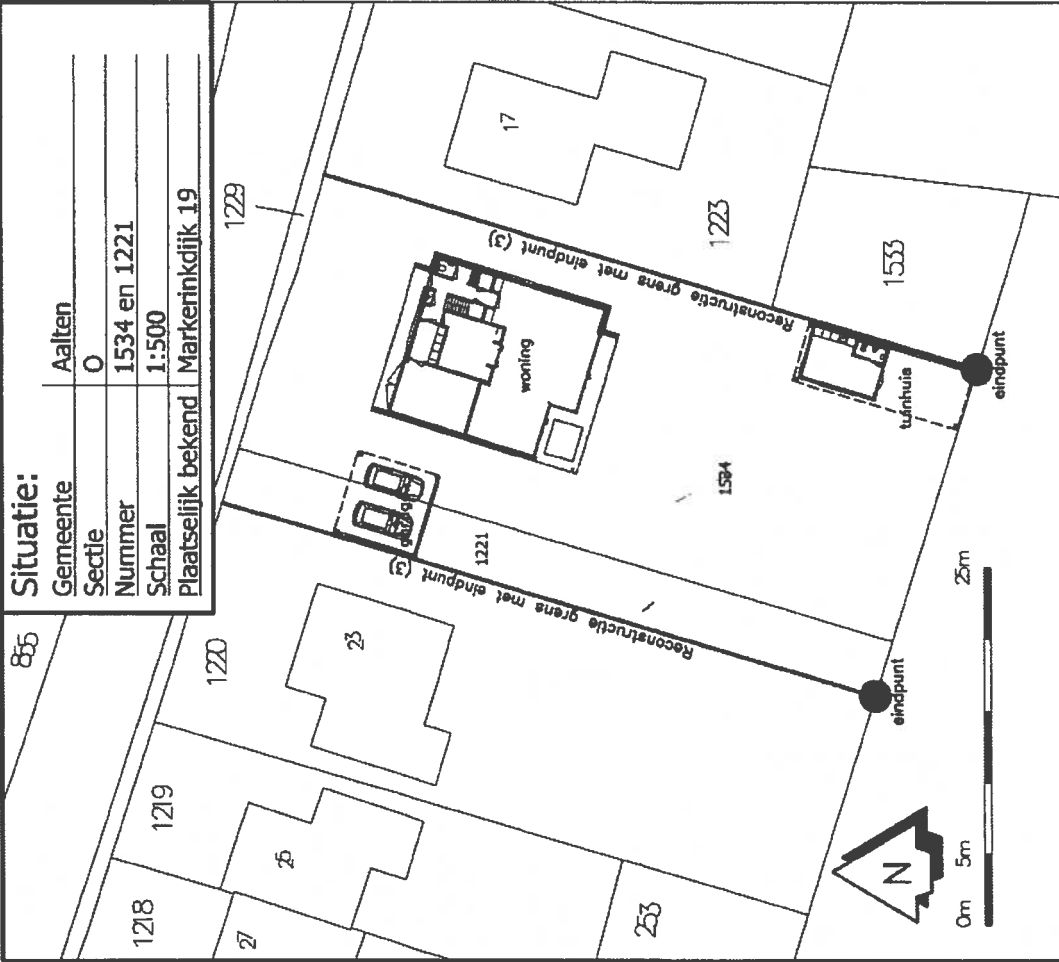 Situatie:
Gemeente Aalten
Sectie O
Nummer 1534 en 1221
Schaal 1:500
Plaatselijk bekend Markerinkdijk 19
855
1229
17
1223
Reconstructie grens met eindpunt (3)
1533
woning
tuinhuis
eindpunt
1534
1221
Reconstructie grens met eindpunt (3)
eindpunt
1220
23
1219
25
1218
27
253
N
0m 5m 25m